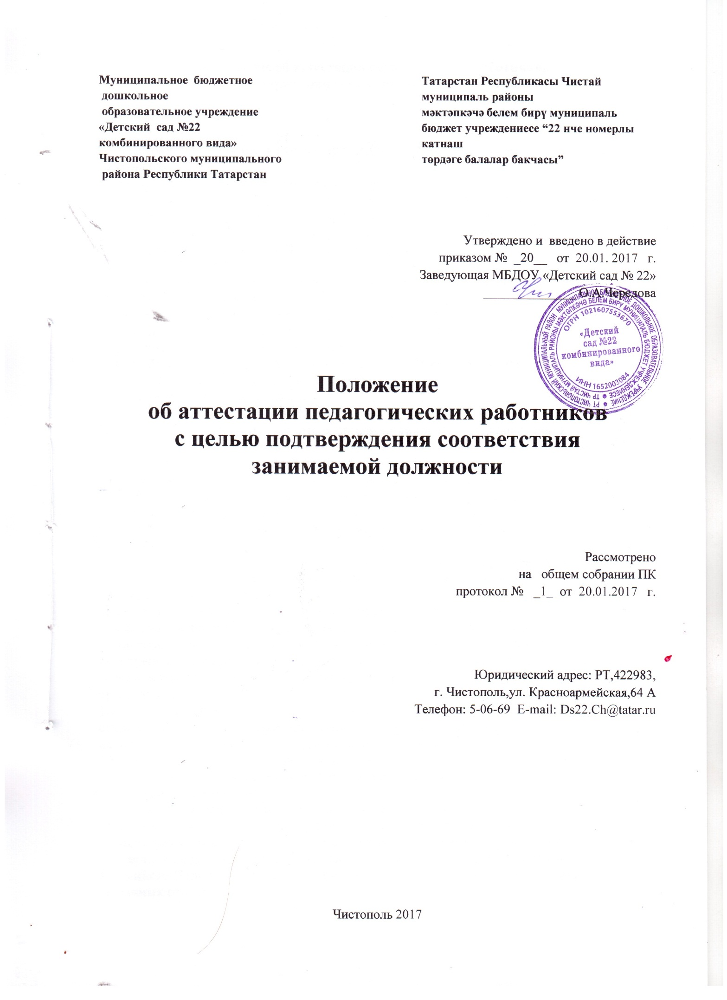 Муниципальное бюджетное
дошкольное
образовательное учреждение
«Детский сад №22
комбинированного вида»
Чистопольского муниципального
района Республики Татарстан
Татарстан Республикасы Чистай
муниципаль районы
мәктәпкәчә белем бирү муниципаль
бюджет учреждениесе “22 нче номерлы
катнаш
төрдәге балалар бакчасы”
Утверждено и введено в действие
приказом № _20__ от 20.01. 2017 г.
Заведующая МБДОУ «Детский сад № 22»
______________О.А.Чередова
РТ ЧИСТОПОЛЬСКИЙ МУНИЦИПАЛЬНЫЙ РАЙОН МУНИЦИПАЛЬНОЕ БЮДЖЕТНОЕ ДОШКОЛЬНОЕ ОБРАЗОВАТЕЛЬНОЕ УЧРЕЖДЕНИЕ
ТР ЧИСТАЙ МУНИЦИПАЛЬ РАЙОНЫ МӘКТӘПКӘЧӘ БЕЛЕМ БИРҮ МУНИЦИПАЛЬ БЮДЖЕТ УЧРЕЖДЕНИЕСЕ
ОГРН 1021607553670
«Детский
сад №22
комбинированного
вида»
ИНН 1652003084
Положение
об аттестации педагогических работников
с целью подтверждения соответствия
занимаемой должности
Рассмотрено
на общем собрании ПК
протокол № _1_ от 20.01.2017 г.
Юридический адрес: РТ,422983,
г. Чистополь,ул. Красноармейская,64 А
Телефон: 5-06-69 E-mail: Ds22.Ch@tatar.ru
Чистополь 2017